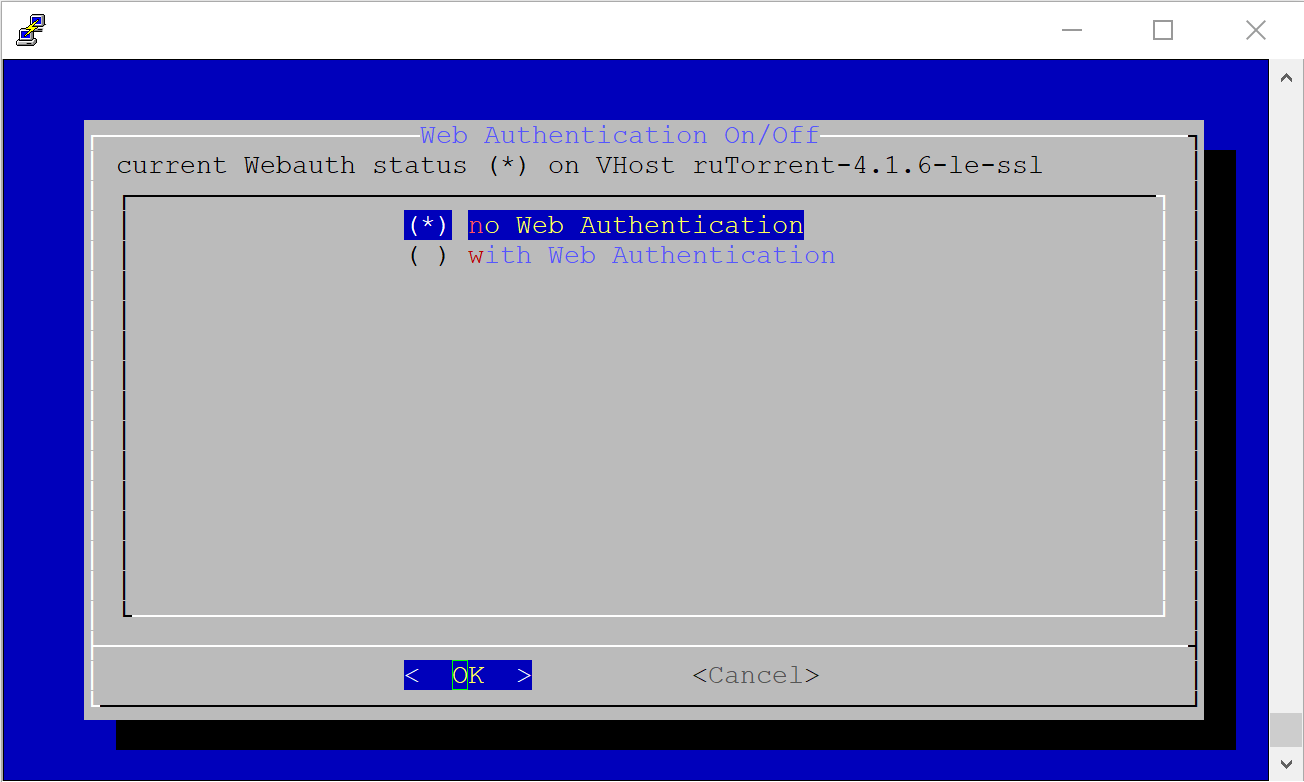 Web Authentication On/Off
current Webauth status (*) on VHost ruTorrent-4.1.6-le-ssl
(*) no Web Authentication
( ) with Web Authentication
<  OK  > <Cancel>